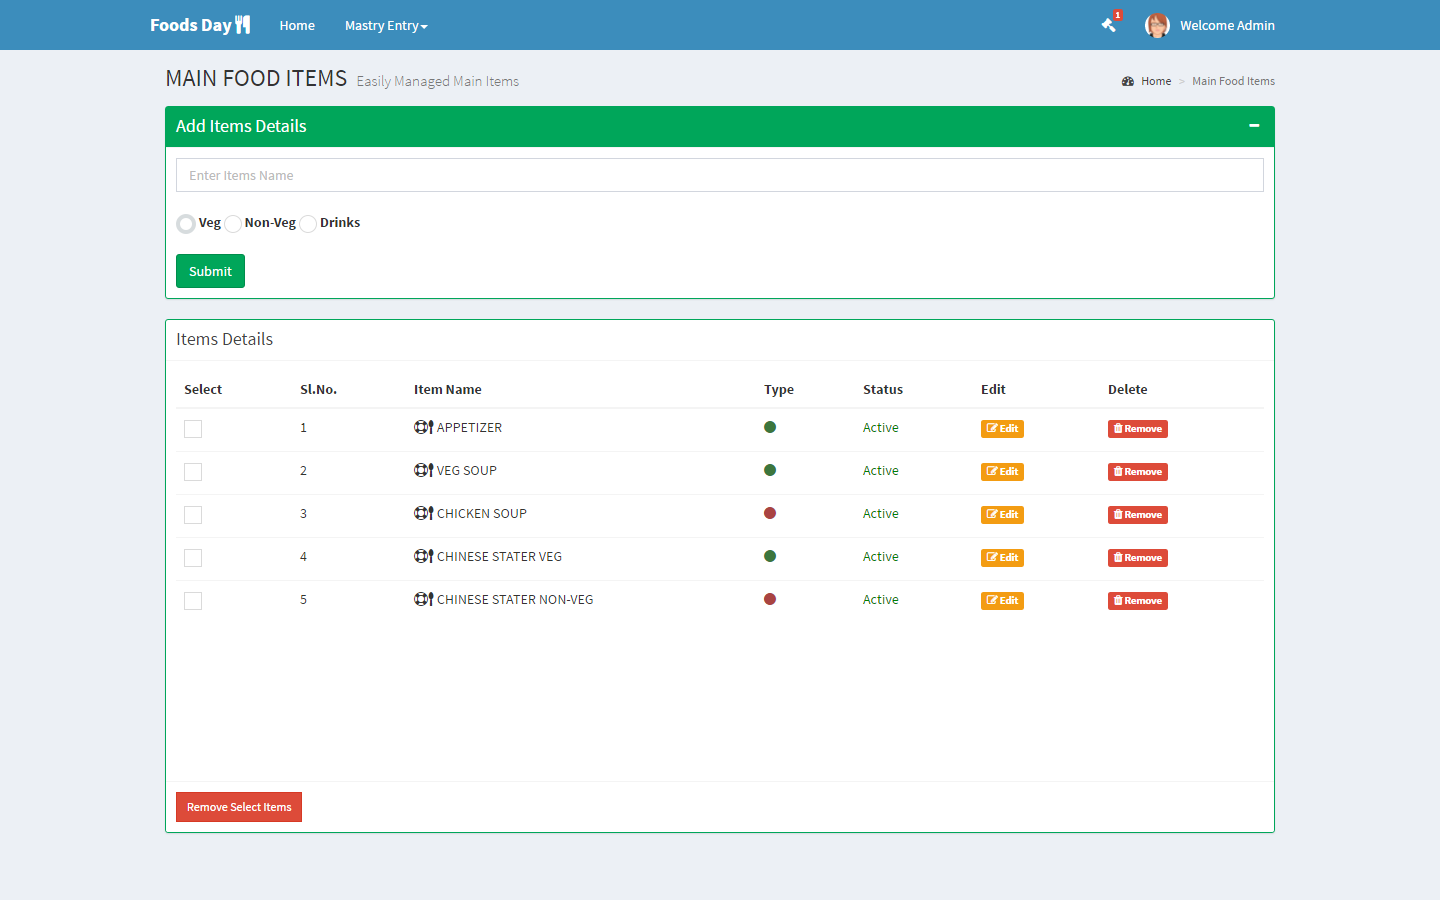 Foods Day Home Mastry Entry 1 Welcome Admin
MAIN FOOD ITEMS Easily Managed Main Items Home > Main Food Items
Add Items Details
Enter Items Name
Veg Non-Veg Drinks
Submit
Items Details
Select Sl.No. Item Name Type Status Edit Delete
1 APPETIZER Active Edit Remove
2 VEG SOUP Active Edit Remove
3 CHICKEN SOUP Active Edit Remove
4 CHINESE STATER VEG Active Edit Remove
5 CHINESE STATER NON-VEG Active Edit Remove
Remove Select Items